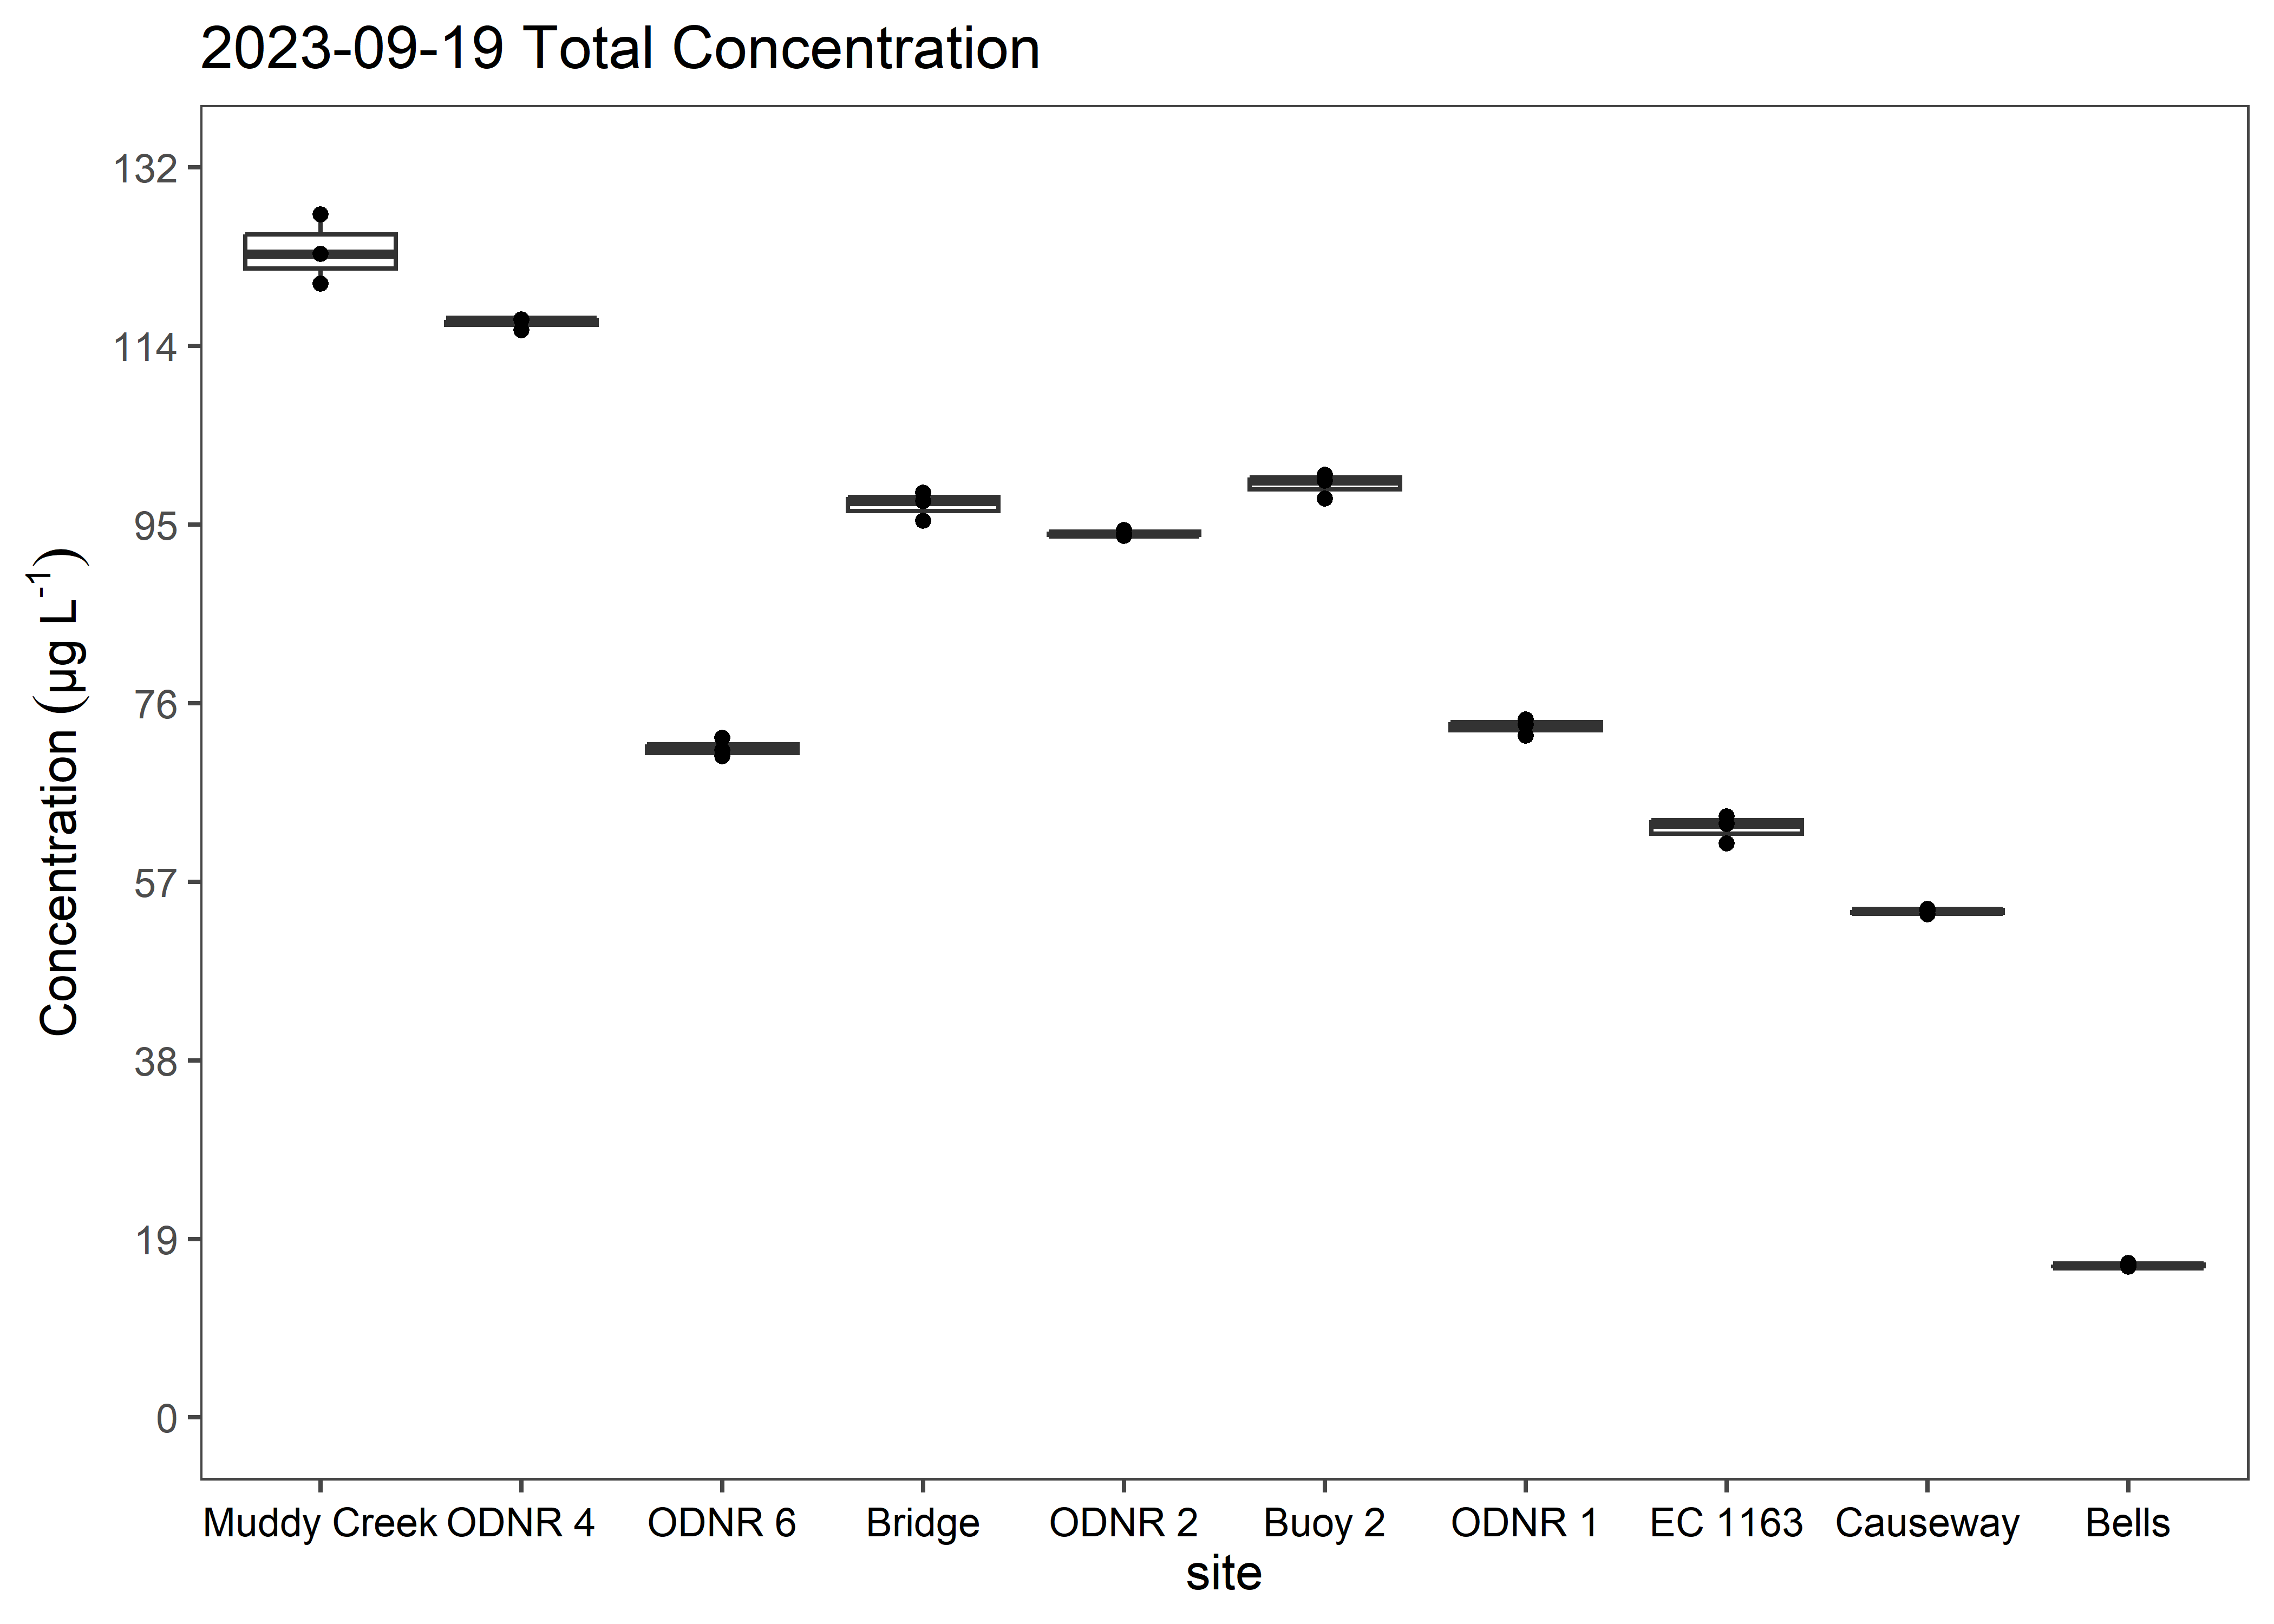 2023-09-19 Total Concentration
Concentration (µg L-1)
132
114
95
76
57
38
19
0
Muddy Creek ODNR 4 ODNR 6 Bridge ODNR 2 Buoy 2 ODNR 1 EC 1163 Causeway Bells
site